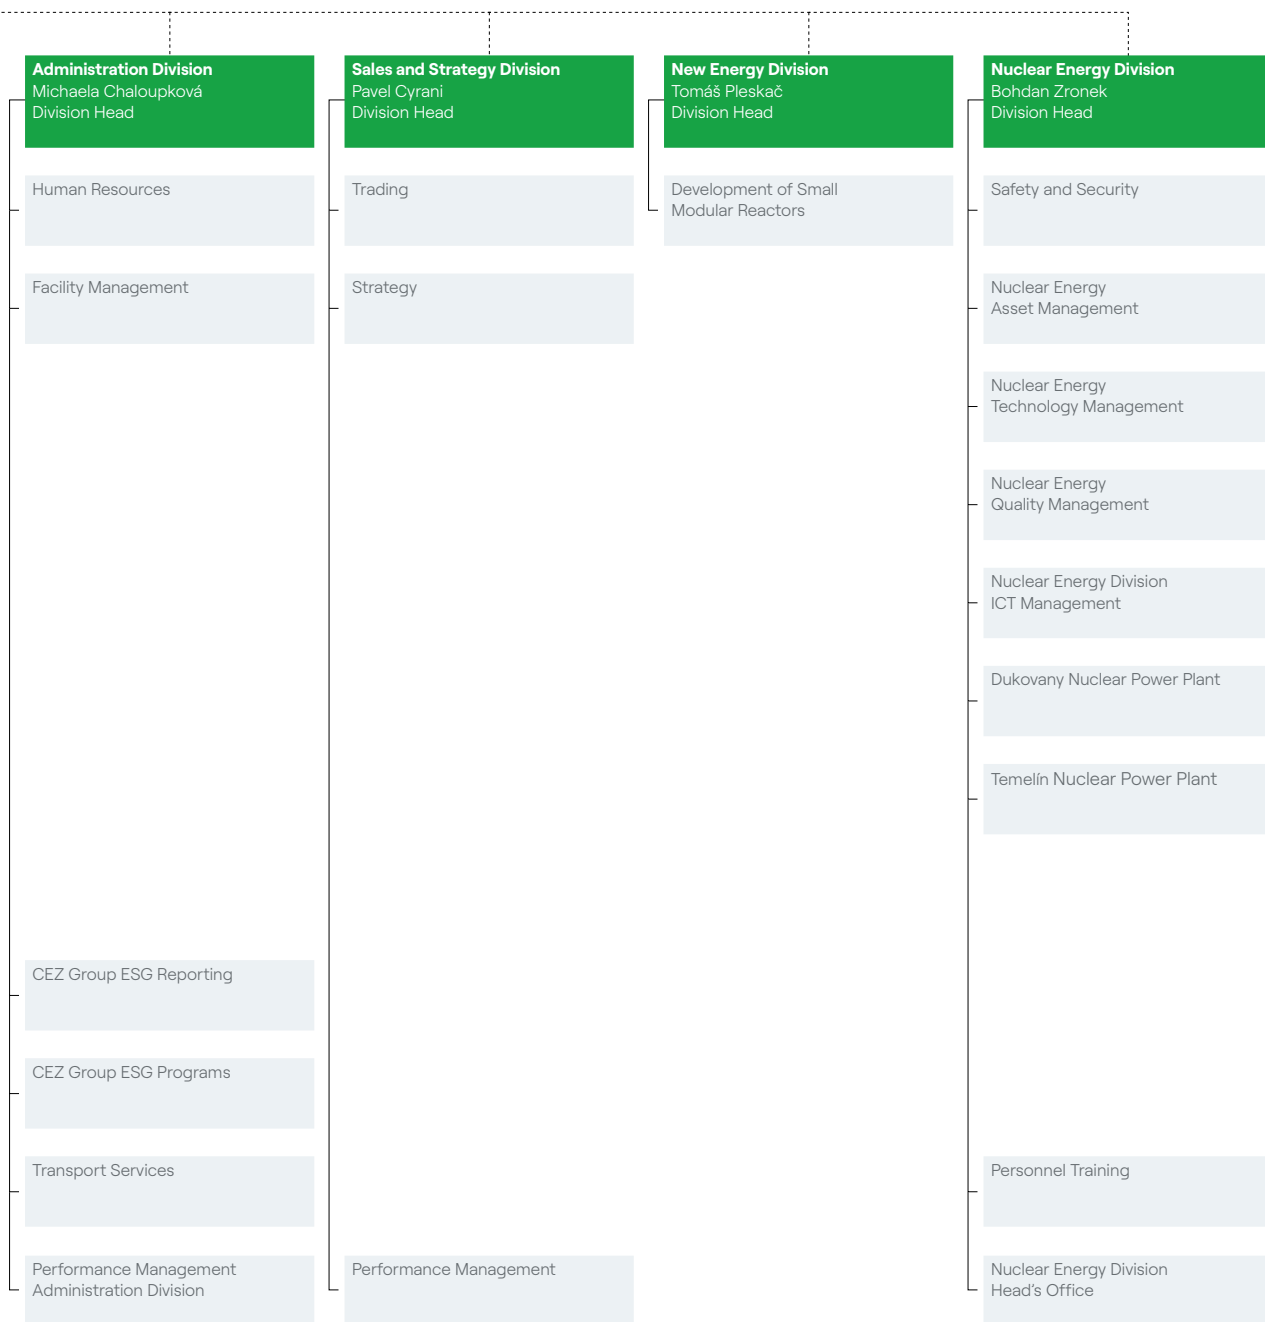 Administration Division
Michaela Chaloupková
Division Head
Human Resources
Facility Management
CEZ Group ESG Reporting
CEZ Group ESG Programs
Transport Services
Performance Management
Administration Division
Sales and Strategy Division
Pavel Cyrani
Division Head
Trading
Strategy
Performance Management
New Energy Division
Tomáš Pleskač
Division Head
Development of Small
Modular Reactors
Nuclear Energy Division
Bohdan Zronek
Division Head
Safety and Security
Nuclear Energy
Asset Management
Nuclear Energy
Technology Management
Nuclear Energy
Quality Management
Nuclear Energy Division
ICT Management
Dukovany Nuclear Power Plant
Temelín Nuclear Power Plant
Personnel Training
Nuclear Energy Division
Head's Office